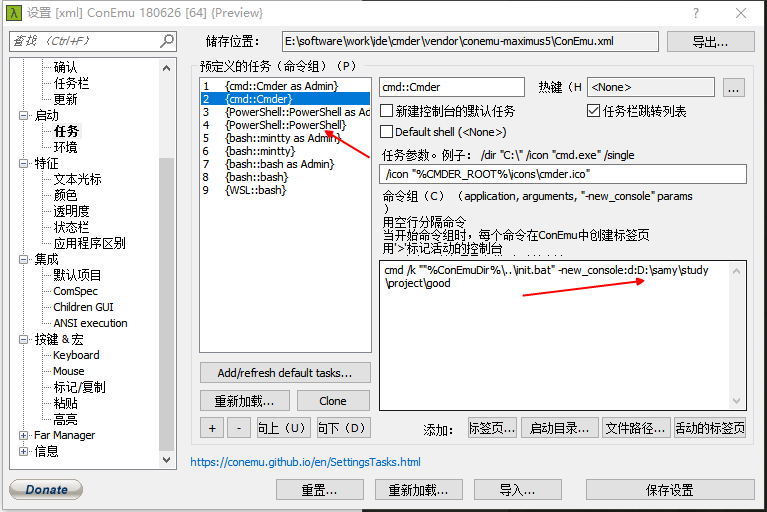 设置 [xml] ConEmu 180626 [64] {Preview}
查找 (Ctrl+F)
储存位置：
E:\software\work\ide\cmder\vendor\conemu-maximus5\ConEmu.xml
导出...
确认
任务栏
更新
启动
任务
环境
特征
文本光标
颜色
透明度
状态栏
应用程序区别
集成
默认项目
ComSpec
Children GUI
ANSI execution
按键 & 宏
Keyboard
Mouse
标记/复制
粘贴
高亮
Far Manager
信息
预定义的任务（命令组）（P）
1 {cmd::Cmder as Admin}
2 {cmd::Cmder}
3 {PowerShell::PowerShell as Ad
4 {PowerShell::PowerShell}
5 {bash::mintty as Admin}
6 {bash::mintty}
7 {bash::bash as Admin}
8 {bash::bash}
9 {WSL::bash}
Add/refresh default tasks...
重新加载...
Clone
+
-
向上（U）
向下（D）
cmd::Cmder
热键（H
<None>
...
新建控制台的默认任务
任务栏跳转列表
Default shell (<None>)
任务参数。例子： /dir "C:\" /icon "cmd.exe" /single
/icon "%CMDER_ROOT%\icons\cmder.ico"
命令组（C） (application, arguments, "-new_console" params
)
用空行分隔命令
当开始命令组时，每个命令在ConEmu中创建标签页
用'>'标记活动的控制台
cmd /k ""%ConEmuDir%\..\init.bat" -new_console:d:D:\samy\study
\project\good
添加：
标签页...
启动目录...
文件路径...
活动的标签页
https://conemu.github.io/en/SettingsTasks.html
Donate
重置...
重新加载...
导入...
保存设置